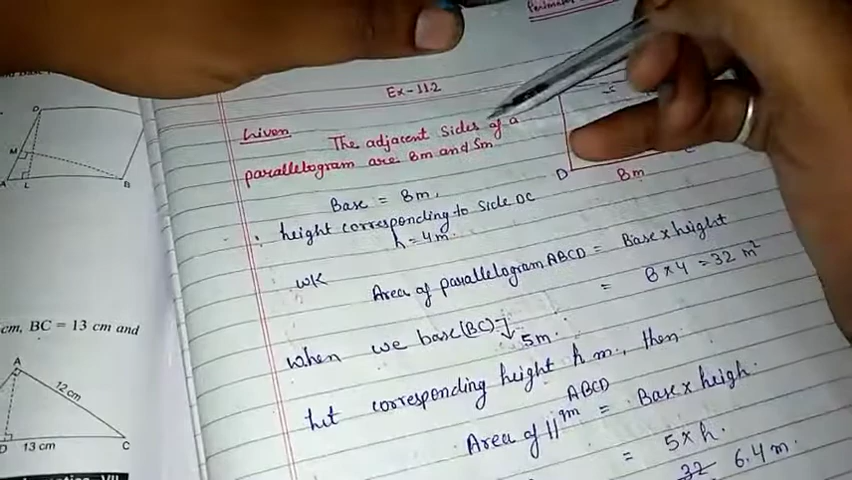 Ex-11.2
Given
The adjacent sides of a
parallelogram are 8m and 5m
D
8m
Base = 8m,
height corresponding to side DC
h = 4m.
WK
Area of parallelogram ABCD = Base x height
= 8 x 4 = 32 m²
When we base (BC) 5m.
let corresponding height h m, then
Area of ||gm ABCD = Base x heigh.
= 5 x h.
32 6.4 m.
D
M
A L B
cm, BC = 13 cm and
A
12 cm
D 13 cm C